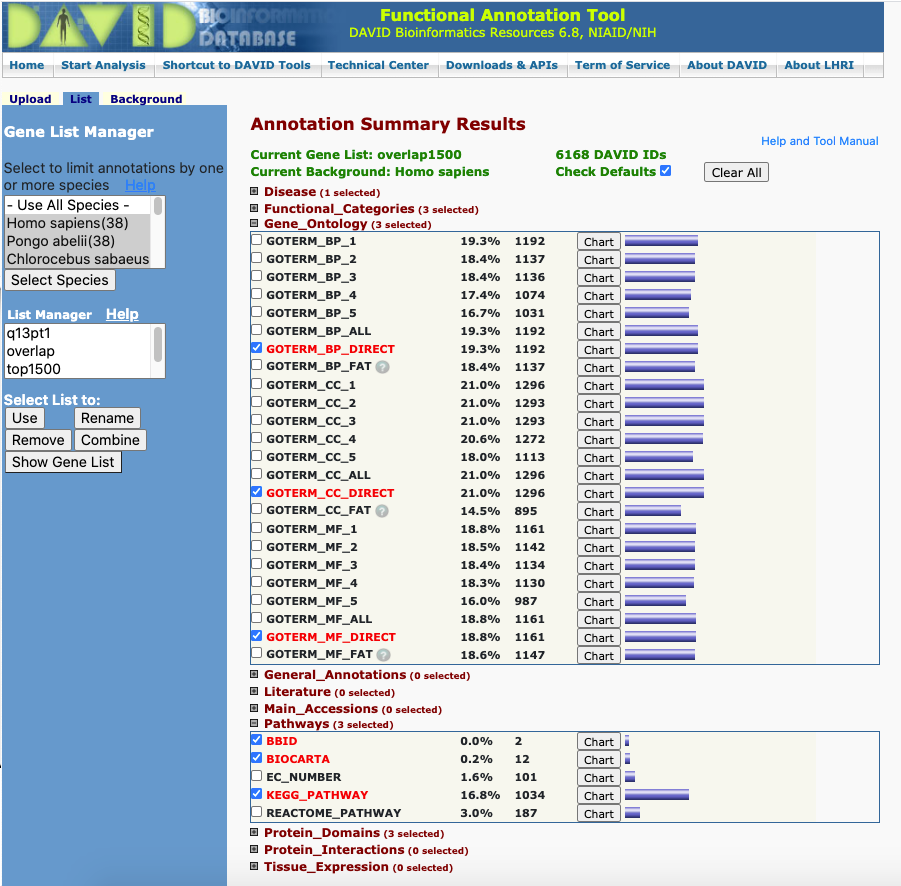 DAVID BIOINFORMATICS DATABASE
Functional Annotation Tool
DAVID Bioinformatics Resources 6.8, NIAID/NIH
Home Start Analysis Shortcut to DAVID Tools Technical Center Downloads & APIs Term of Service About DAVID About LHRI
Upload List Background
Gene List Manager
Select to limit annotations by one
or more species Help
- Use All Species -
Homo sapiens(38)
Pongo abelii(38)
Chlorocebus sabaeus
Select Species
List Manager Help
q13pt1
overlap
top1500
Select List to:
Use Rename
Remove Combine
Show Gene List
Annotation Summary Results
Help and Tool Manual
Current Gene List: overlap1500 6168 DAVID IDs
Current Background: Homo sapiens Check Defaults Clear All
Disease (1 selected)
Functional_Categories (3 selected)
Gene_Ontology (3 selected)
GOTERM_BP_1 19.3% 1192 Chart
GOTERM_BP_2 18.4% 1137 Chart
GOTERM_BP_3 18.4% 1136 Chart
GOTERM_BP_4 17.4% 1074 Chart
GOTERM_BP_5 16.7% 1031 Chart
GOTERM_BP_ALL 19.3% 1192 Chart
GOTERM_BP_DIRECT 19.3% 1192 Chart
GOTERM_BP_FAT ? 18.4% 1137 Chart
GOTERM_CC_1 21.0% 1296 Chart
GOTERM_CC_2 21.0% 1293 Chart
GOTERM_CC_3 21.0% 1293 Chart
GOTERM_CC_4 20.6% 1272 Chart
GOTERM_CC_5 18.0% 1113 Chart
GOTERM_CC_ALL 21.0% 1296 Chart
GOTERM_CC_DIRECT 21.0% 1296 Chart
GOTERM_CC_FAT ? 14.5% 895 Chart
GOTERM_MF_1 18.8% 1161 Chart
GOTERM_MF_2 18.5% 1142 Chart
GOTERM_MF_3 18.4% 1134 Chart
GOTERM_MF_4 18.3% 1130 Chart
GOTERM_MF_5 16.0% 987 Chart
GOTERM_MF_ALL 18.8% 1161 Chart
GOTERM_MF_DIRECT 18.8% 1161 Chart
GOTERM_MF_FAT ? 18.6% 1147 Chart
General_Annotations (0 selected)
Literature (0 selected)
Main_Accessions (0 selected)
Pathways (3 selected)
BBID 0.0% 2 Chart
BIOCARTA 0.2% 12 Chart
EC_NUMBER 1.6% 101 Chart
KEGG_PATHWAY 16.8% 1034 Chart
REACTOME_PATHWAY 3.0% 187 Chart
Protein_Domains (3 selected)
Protein_Interactions (0 selected)
Tissue_Expression (0 selected)